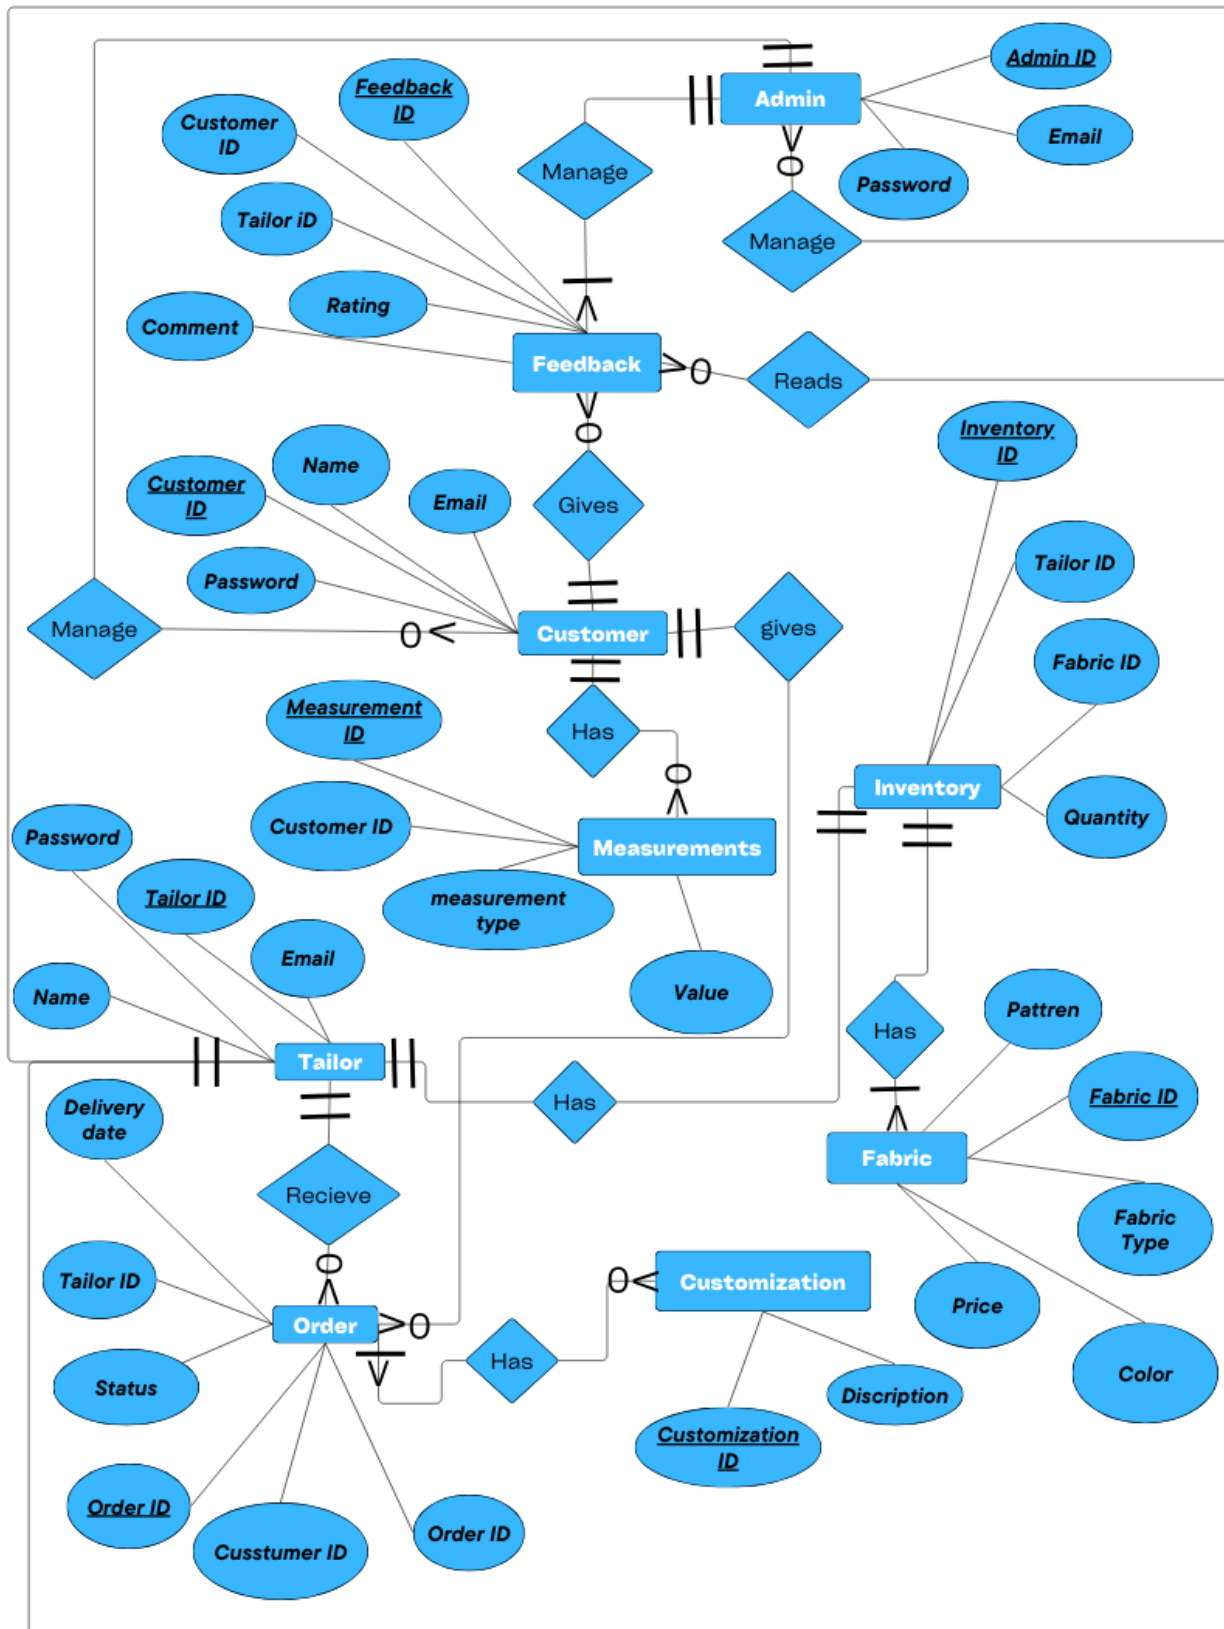 Admin ID
Feedback
ID
Admin
Customer
ID
Email
Manage
Password
Tailor iD
Manage
Rating
Comment
Feedback
Reads
Inventory
ID
Name
Customer
ID
Email
Gives
Tailor ID
Password
Manage
Customer
gives
Fabric ID
Measurement
ID
Has
Inventory
Quantity
Customer ID
Password
Measurements
Tailor ID
measurement
type
Email
Value
Name
Pattren
Has
Tailor
Fabric ID
Has
Delivery
date
Fabric
Recieve
Fabric
Type
Tailor ID
Customization
Price
Order
Has
Color
Status
Discription
Customization
ID
Order ID
Order ID
Cusstumer ID